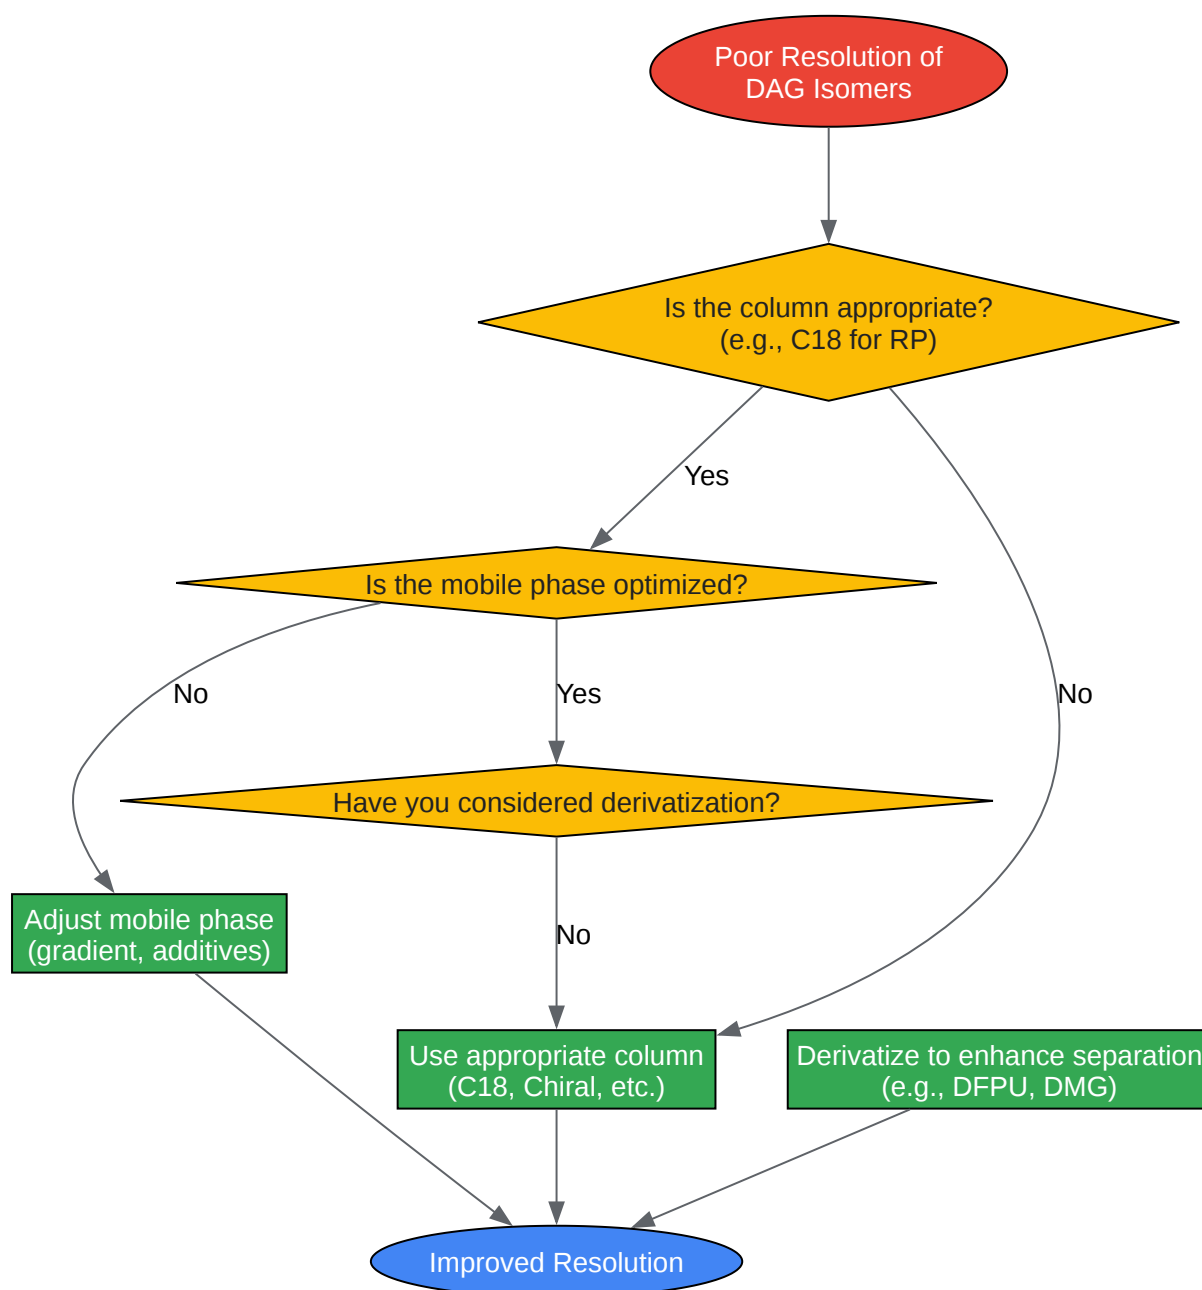 Poor Resolution of
DAG Isomers
Is the column appropriate?
(e.g., C18 for RP)
Yes
Is the mobile phase optimized?
No
Yes
No
Have you considered derivatization?
Adjust mobile phase
(gradient, additives)
No
Use appropriate column
(C18, Chiral, etc.)
Derivatize to enhance separation
(e.g., DFPU, DMG)
Improved Resolution